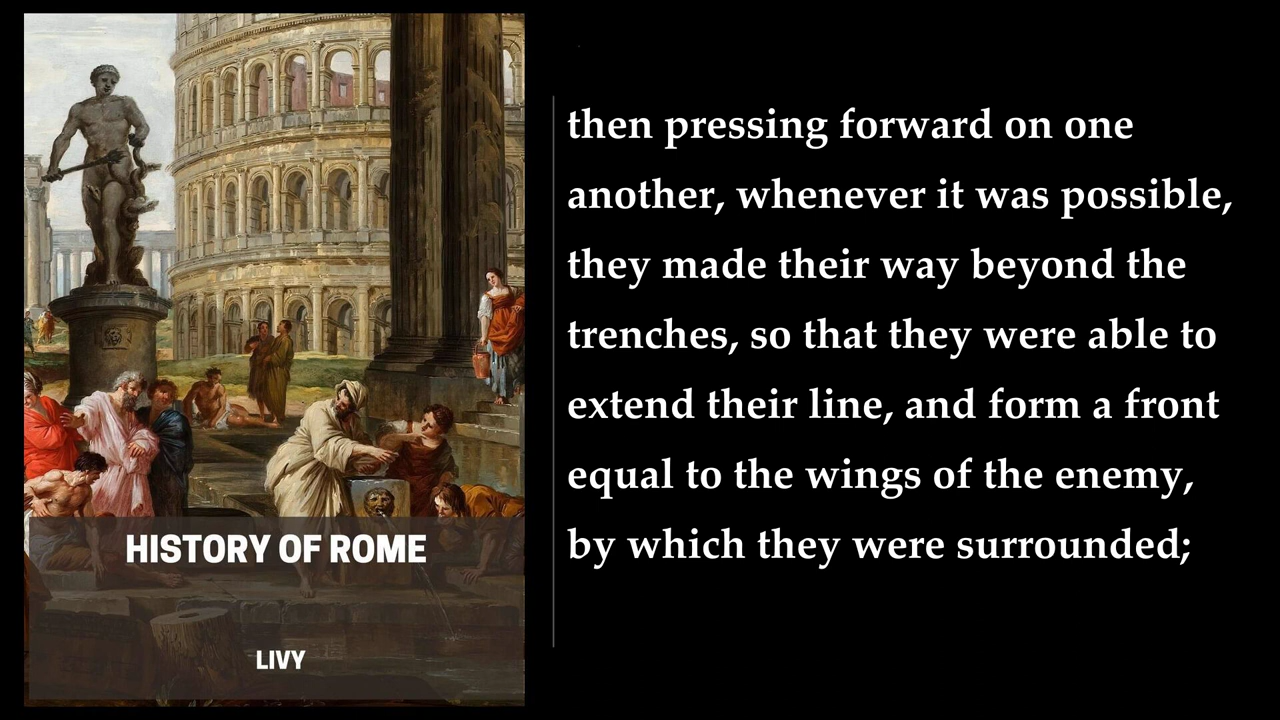 HISTORY OF ROME
LIVY
then pressing forward on one
another, whenever it was possible,
they made their way beyond the
trenches, so that they were able to
extend their line, and form a front
equal to the wings of the enemy,
by which they were surrounded;